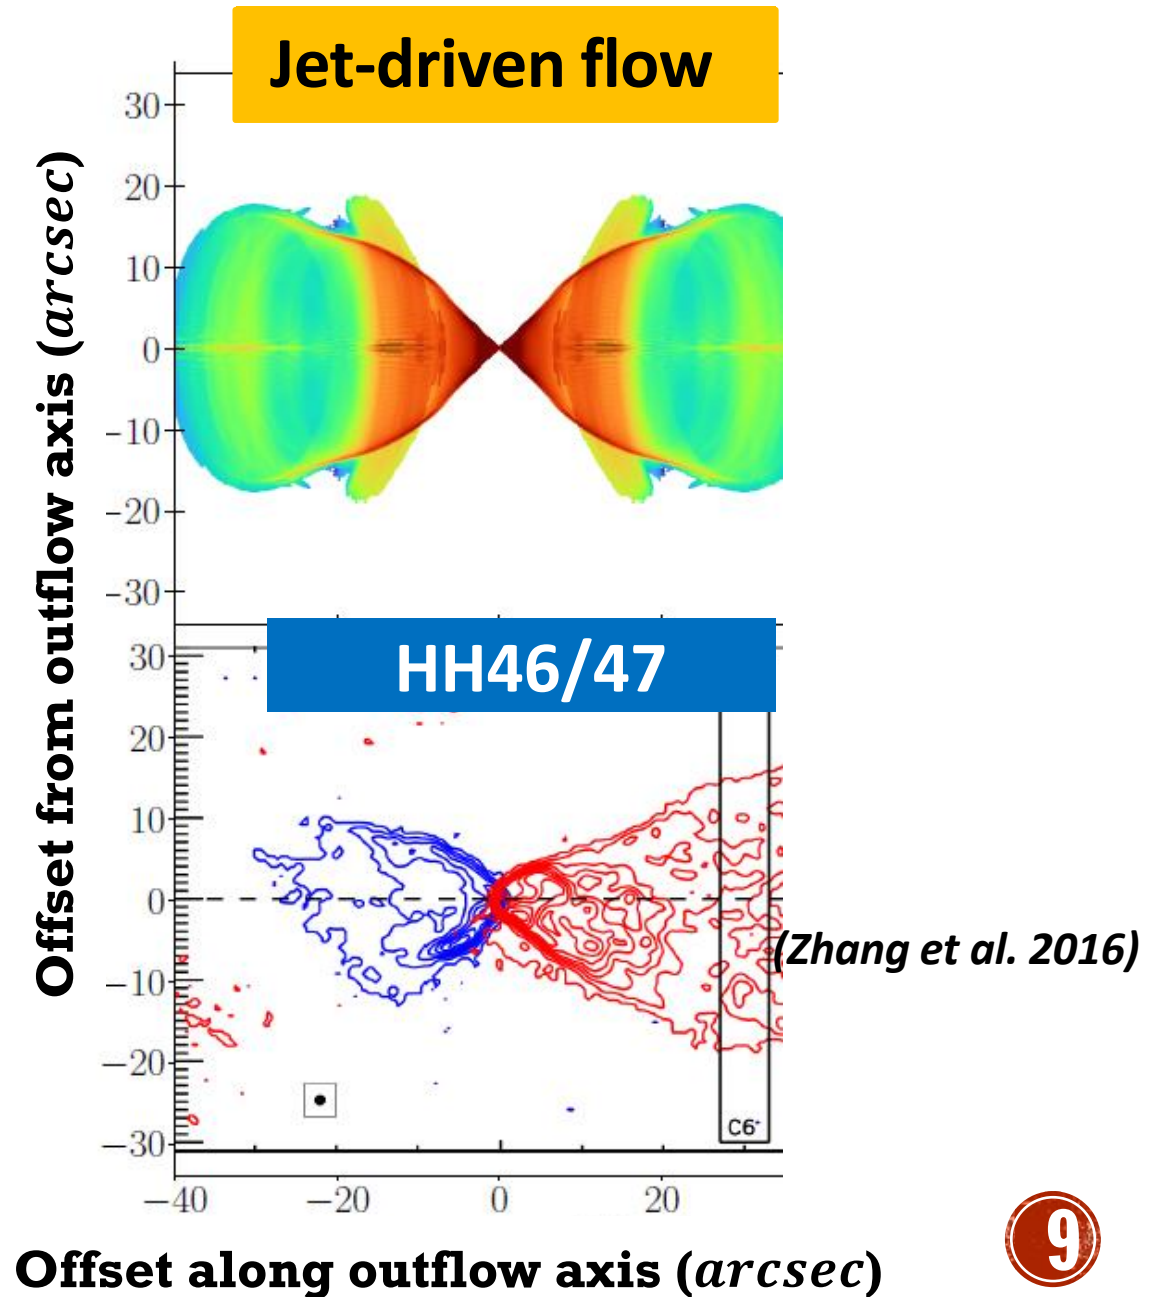 Jet-driven flow
30
20
10
0
−10
−20
−30
Offset from outflow axis (arcsec)
HH46/47
30
20
10
0
−10
−20
−30
(Zhang et al. 2016)
C6
−40 −20 0 20
Offset along outflow axis (arcsec)
9